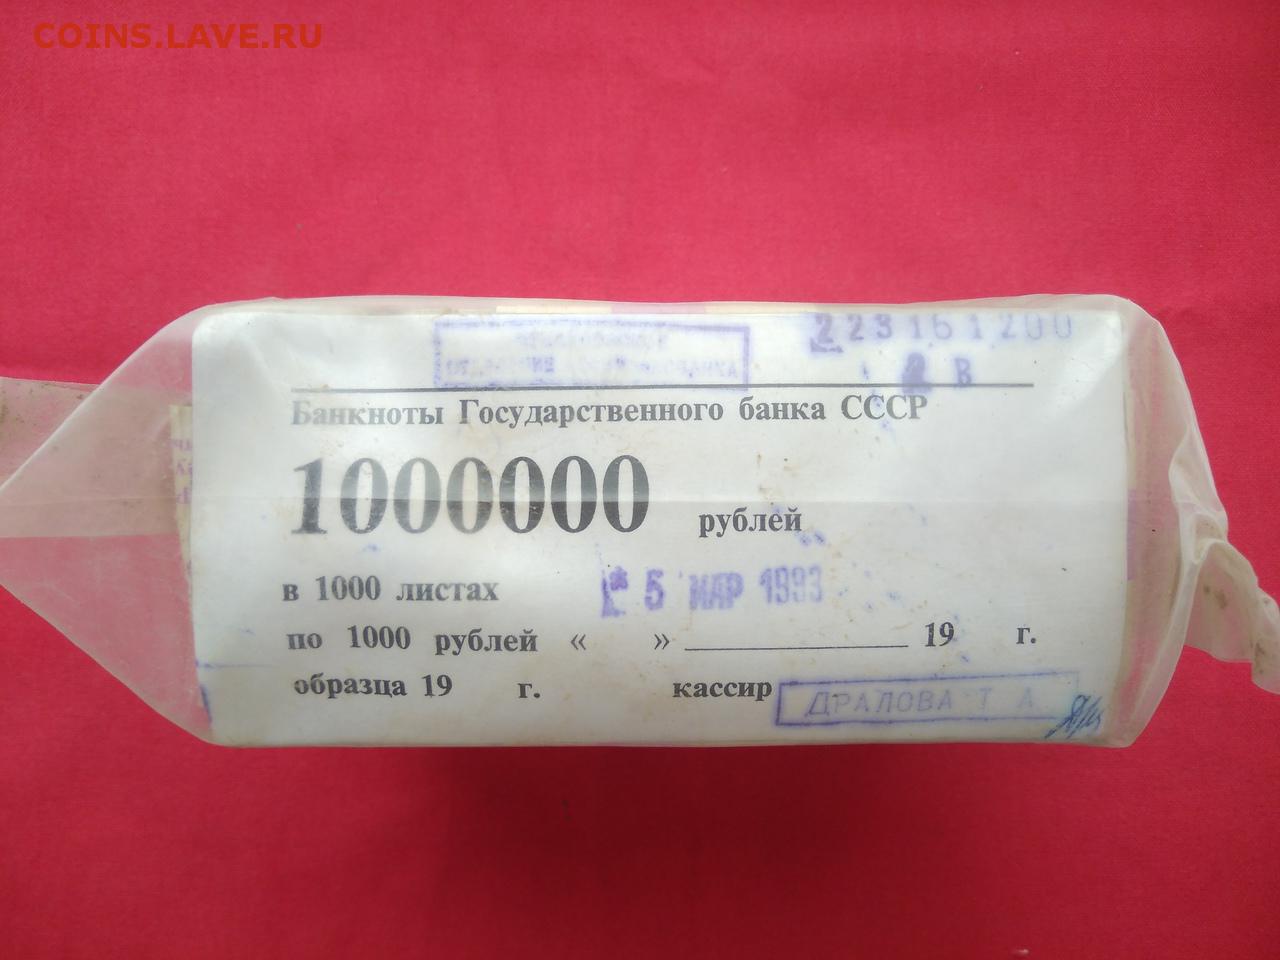 COINS.LAVE.RU
223161200
В
Банкноты Государственного банка СССР
1000000 рублей
в 1000 листах 5 МАР 1993
по 1000 рублей « » 19 г.
образца 19 г. кассир ДРАЛОВА Т А